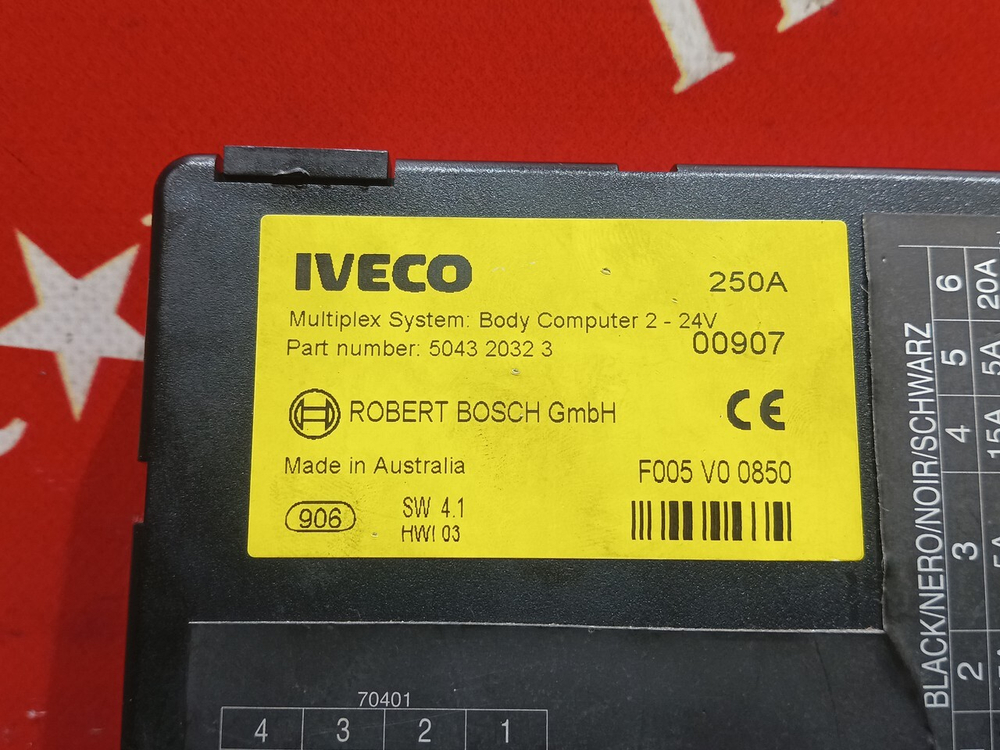 IVECO
250A
Multiplex System: Body Computer 2 - 24V
Part number: 5043 2032 3
00907
ROBERT BOSCH GmbH
CE
Made in Australia
F005 V0 0850
906
SW 4.1
HWI 03
70401
4 3 2 1
BLACK/NERO/NOIR/SCHWARZ
6 20A
5 5A
4 15A
3 5A
2